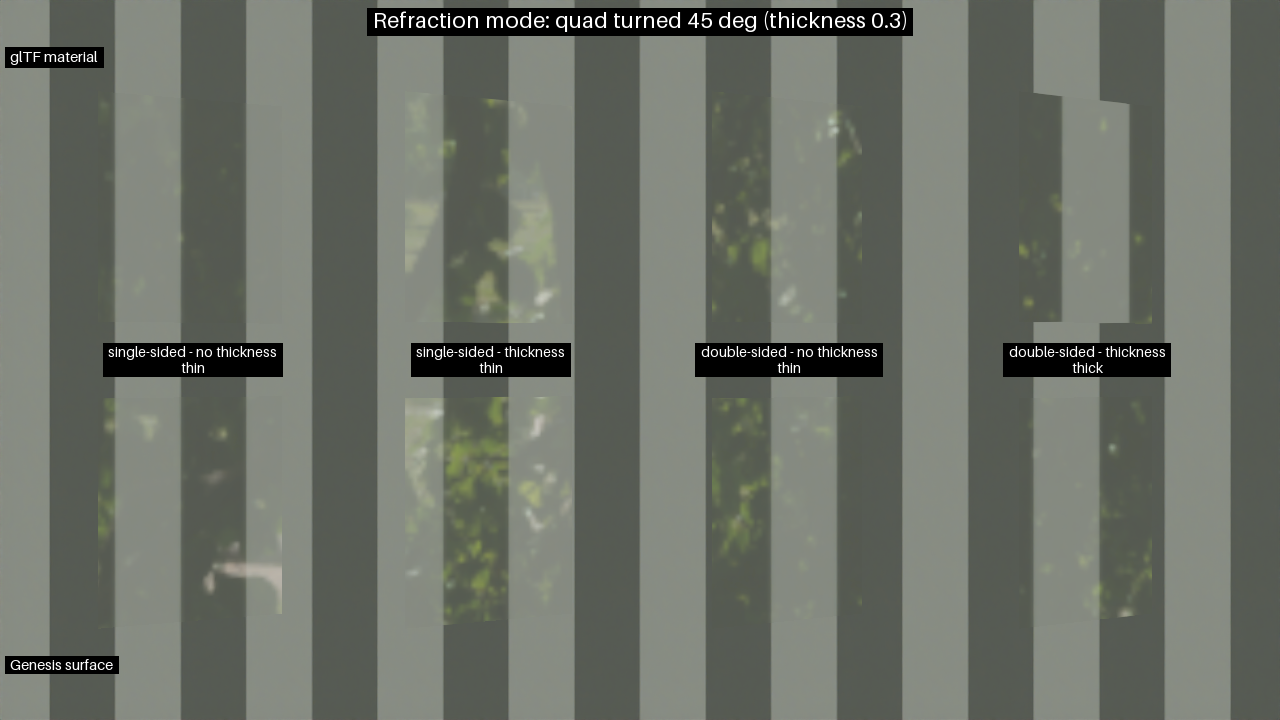 Refraction mode: quad turned 45 deg (thickness 0.3)
glTF material
single-sided - no thickness
thin
single-sided - thickness
thin
double-sided - no thickness
thin
double-sided - thickness
thick
Genesis surface